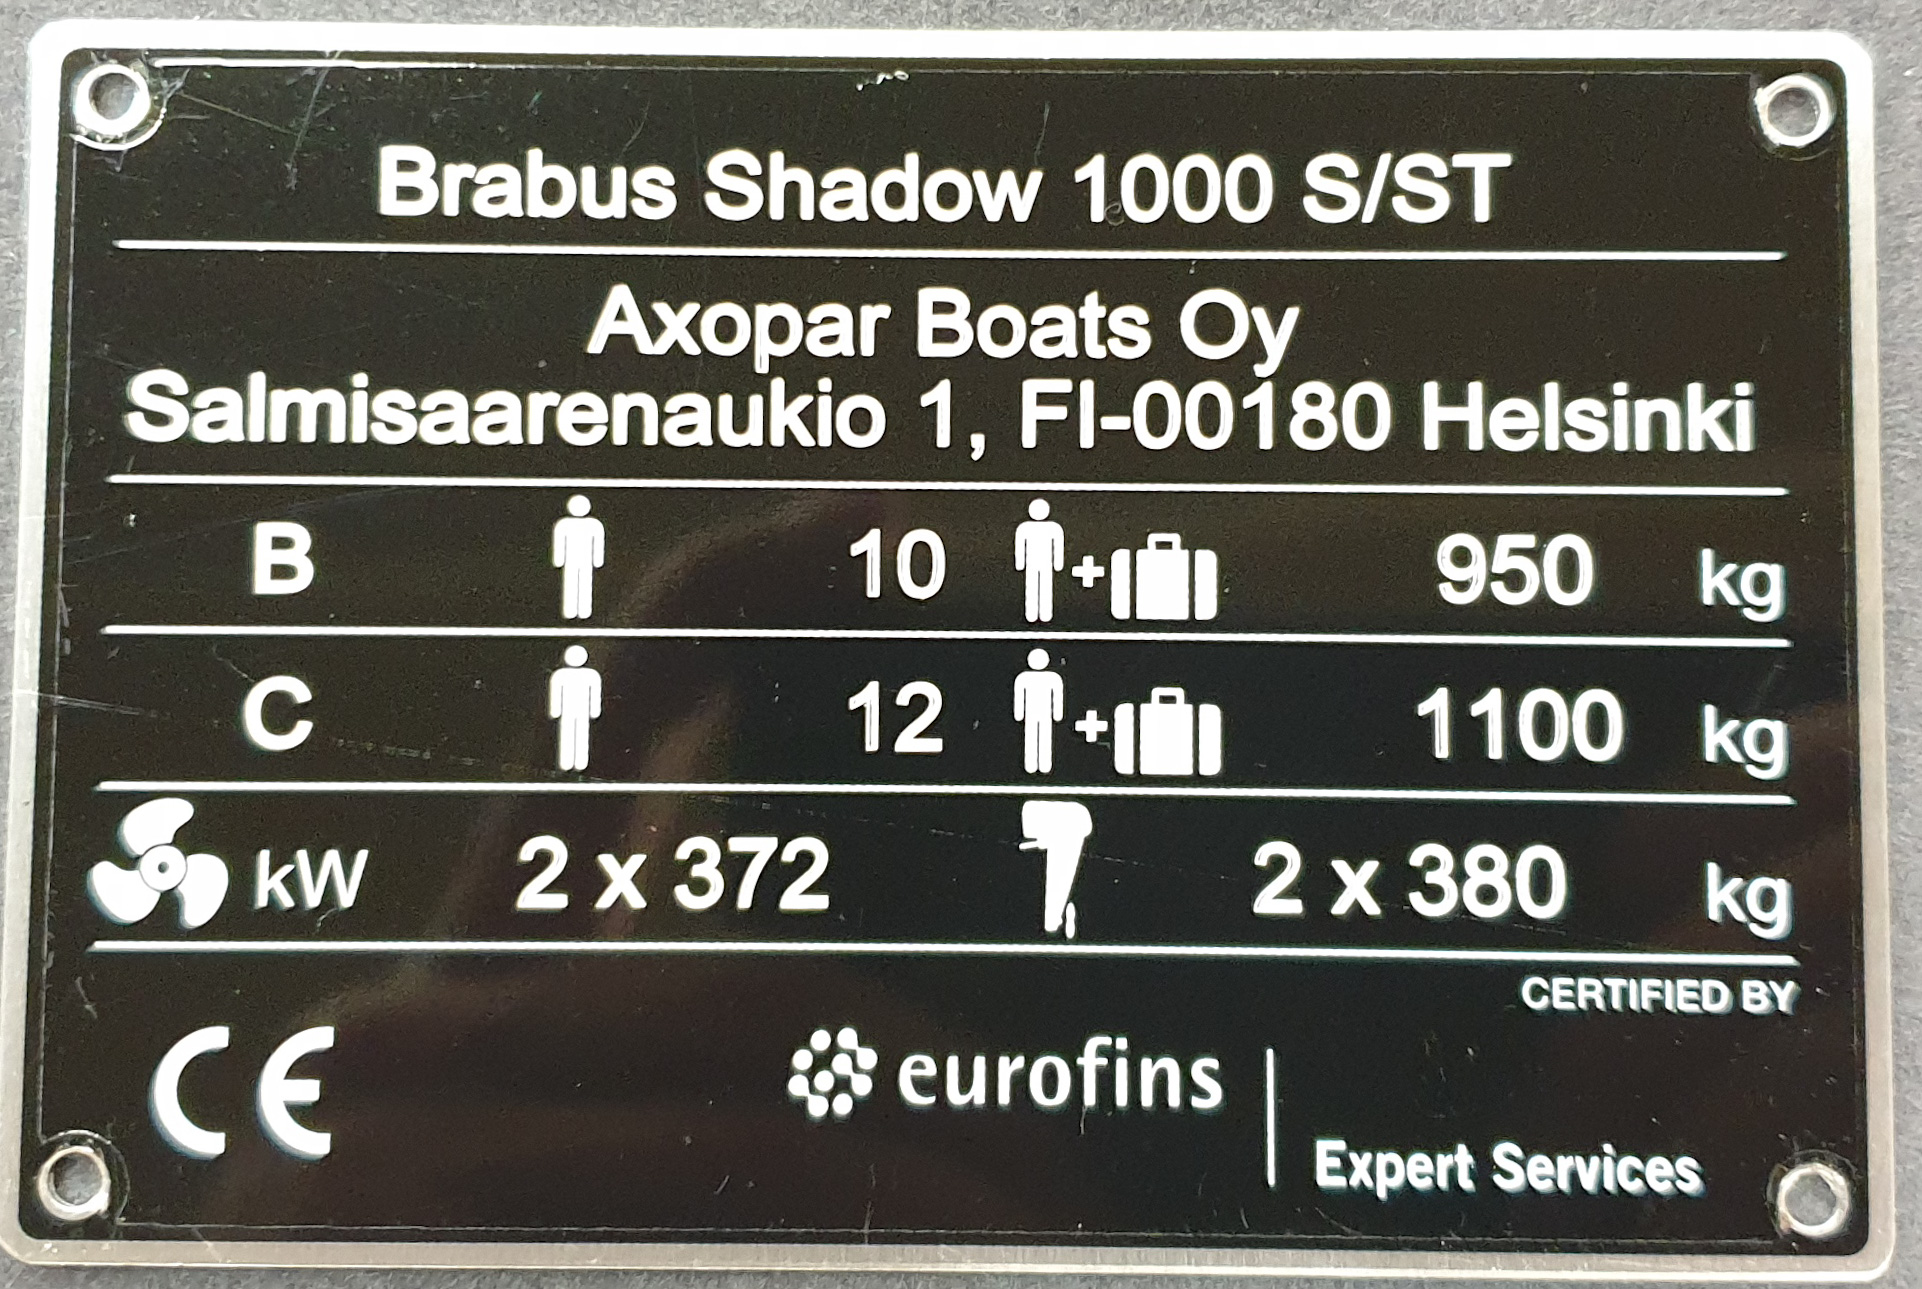 Brabus Shadow 1000 S/ST
Axopar Boats Oy
Salmisaarenaukio 1, FI-00180 Helsinki
B 10 + 950 kg
C 12 + 1100 kg
kW 2 x 372 2 x 380 kg
CERTIFIED BY
CE eurofins
Expert Services